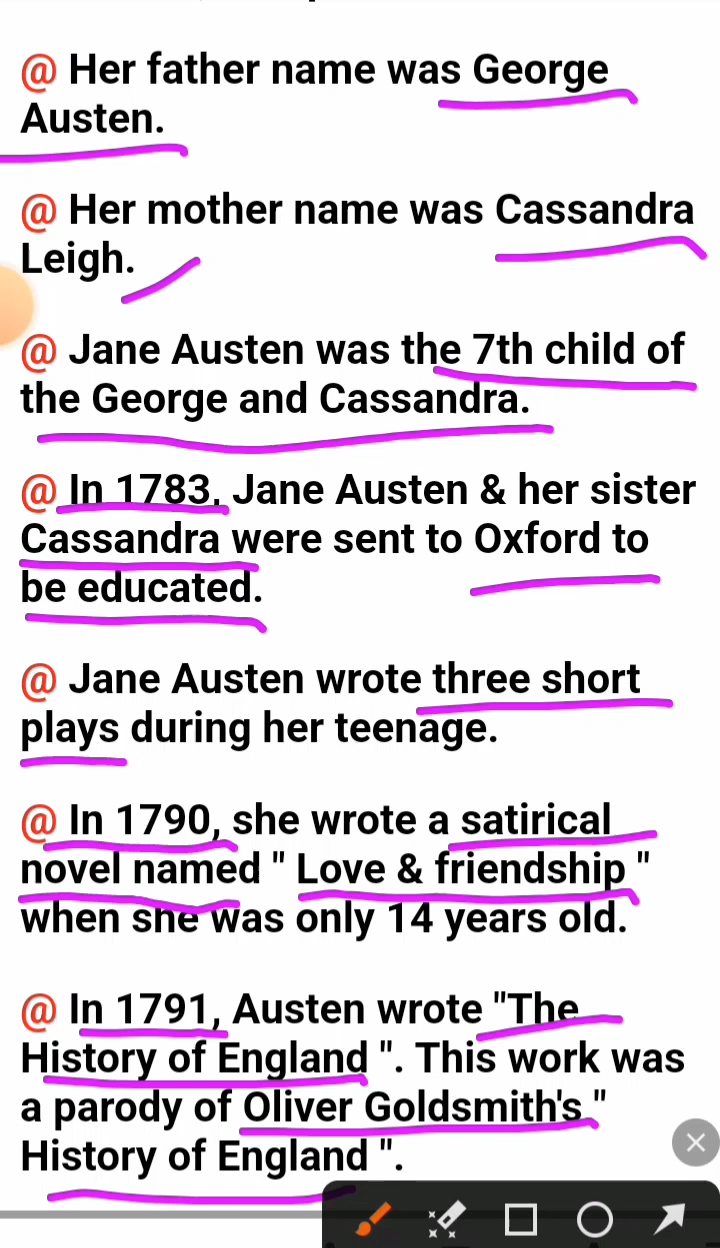 @ Her father name was George
Austen.
@ Her mother name was Cassandra
Leigh.
@ Jane Austen was the 7th child of
the George and Cassandra.
@ In 1783, Jane Austen & her sister
Cassandra were sent to Oxford to
be educated.
@ Jane Austen wrote three short
plays during her teenage.
@ In 1790, she wrote a satirical
novel named " Love & friendship "
when she was only 14 years old.
@ In 1791, Austen wrote "The
History of England ". This work was
a parody of Oliver Goldsmith's "
History of England ".